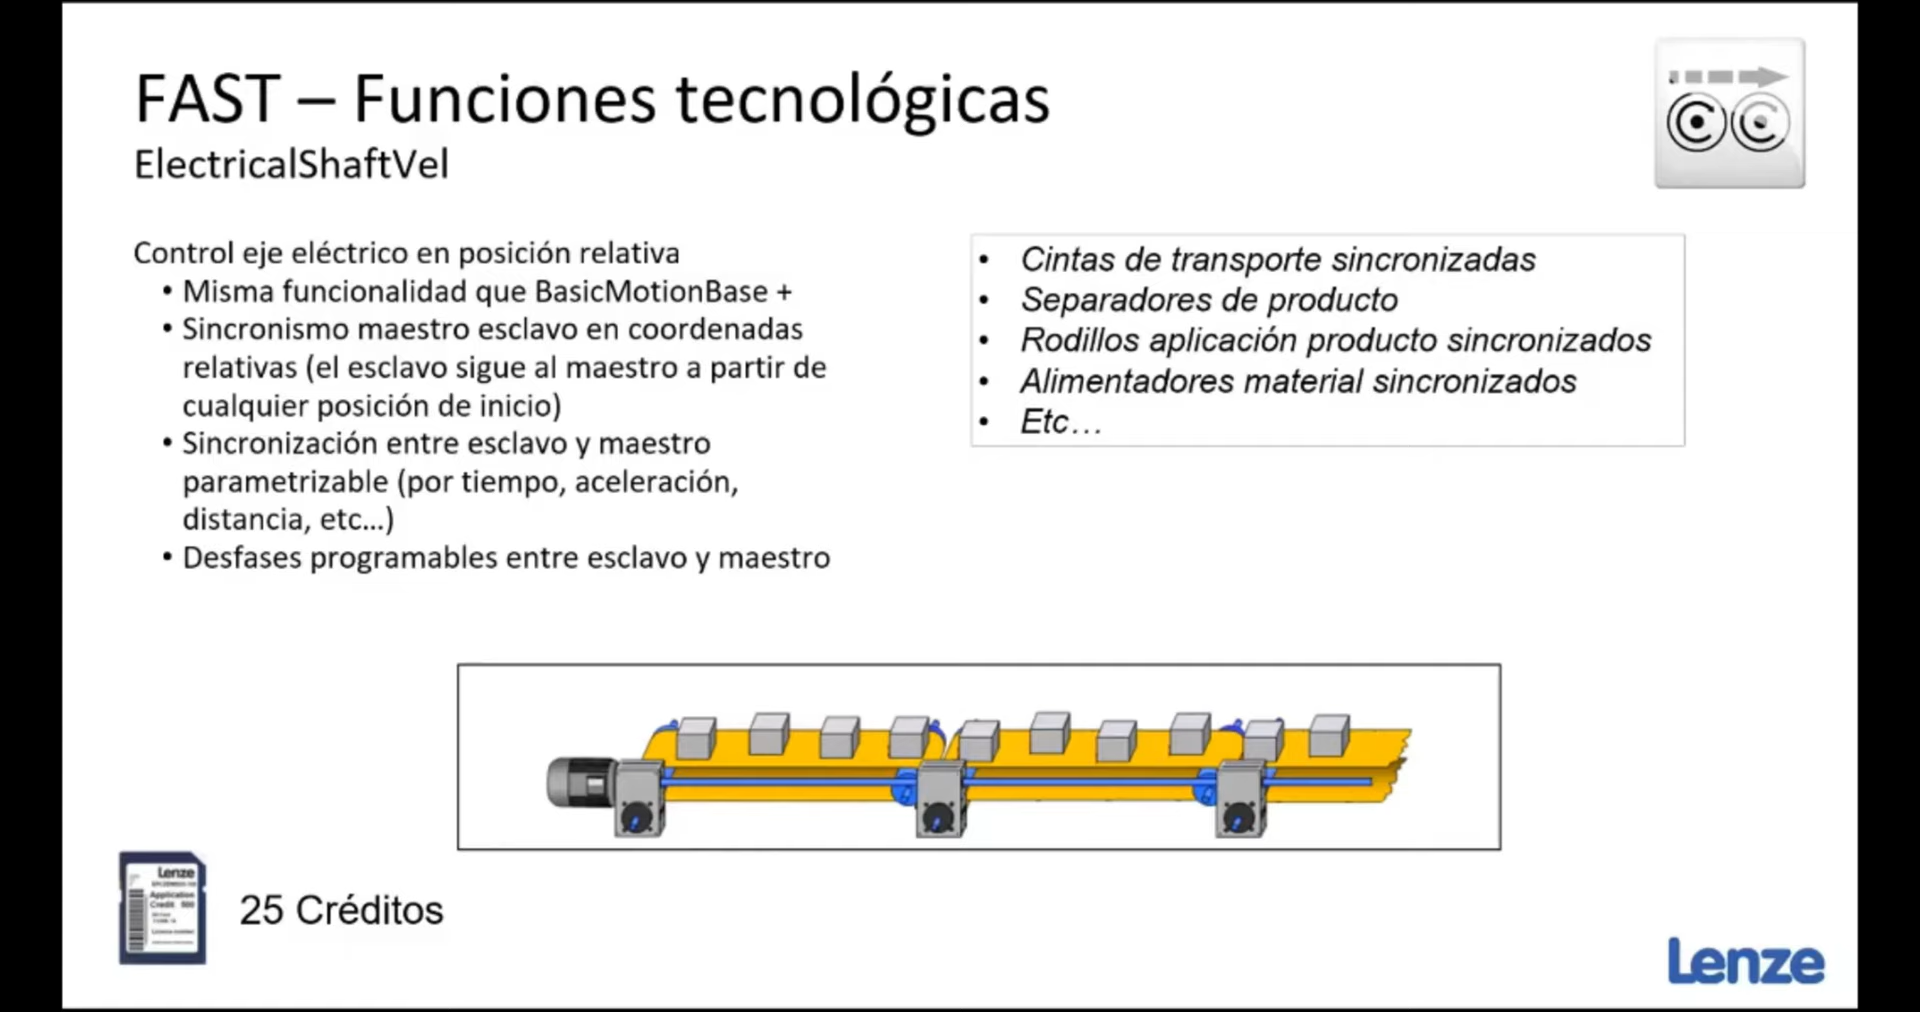 FAST – Funciones tecnológicas
ElectricalShaftVel
Control eje eléctrico en posición relativa
• Misma funcionalidad que BasicMotionBase +
• Sincronismo maestro esclavo en coordenadas
relativas (el esclavo sigue al maestro a partir de
cualquier posición de inicio)
• Sincronización entre esclavo y maestro
parametrizable (por tiempo, aceleración,
distancia, etc...)
• Desfases programables entre esclavo y maestro
• Cintas de transporte sincronizadas
• Separadores de producto
• Rodillos aplicación producto sincronizados
• Alimentadores material sincronizados
• Etc…
Lenze
Application
Credit 500
25 Créditos
Lenze